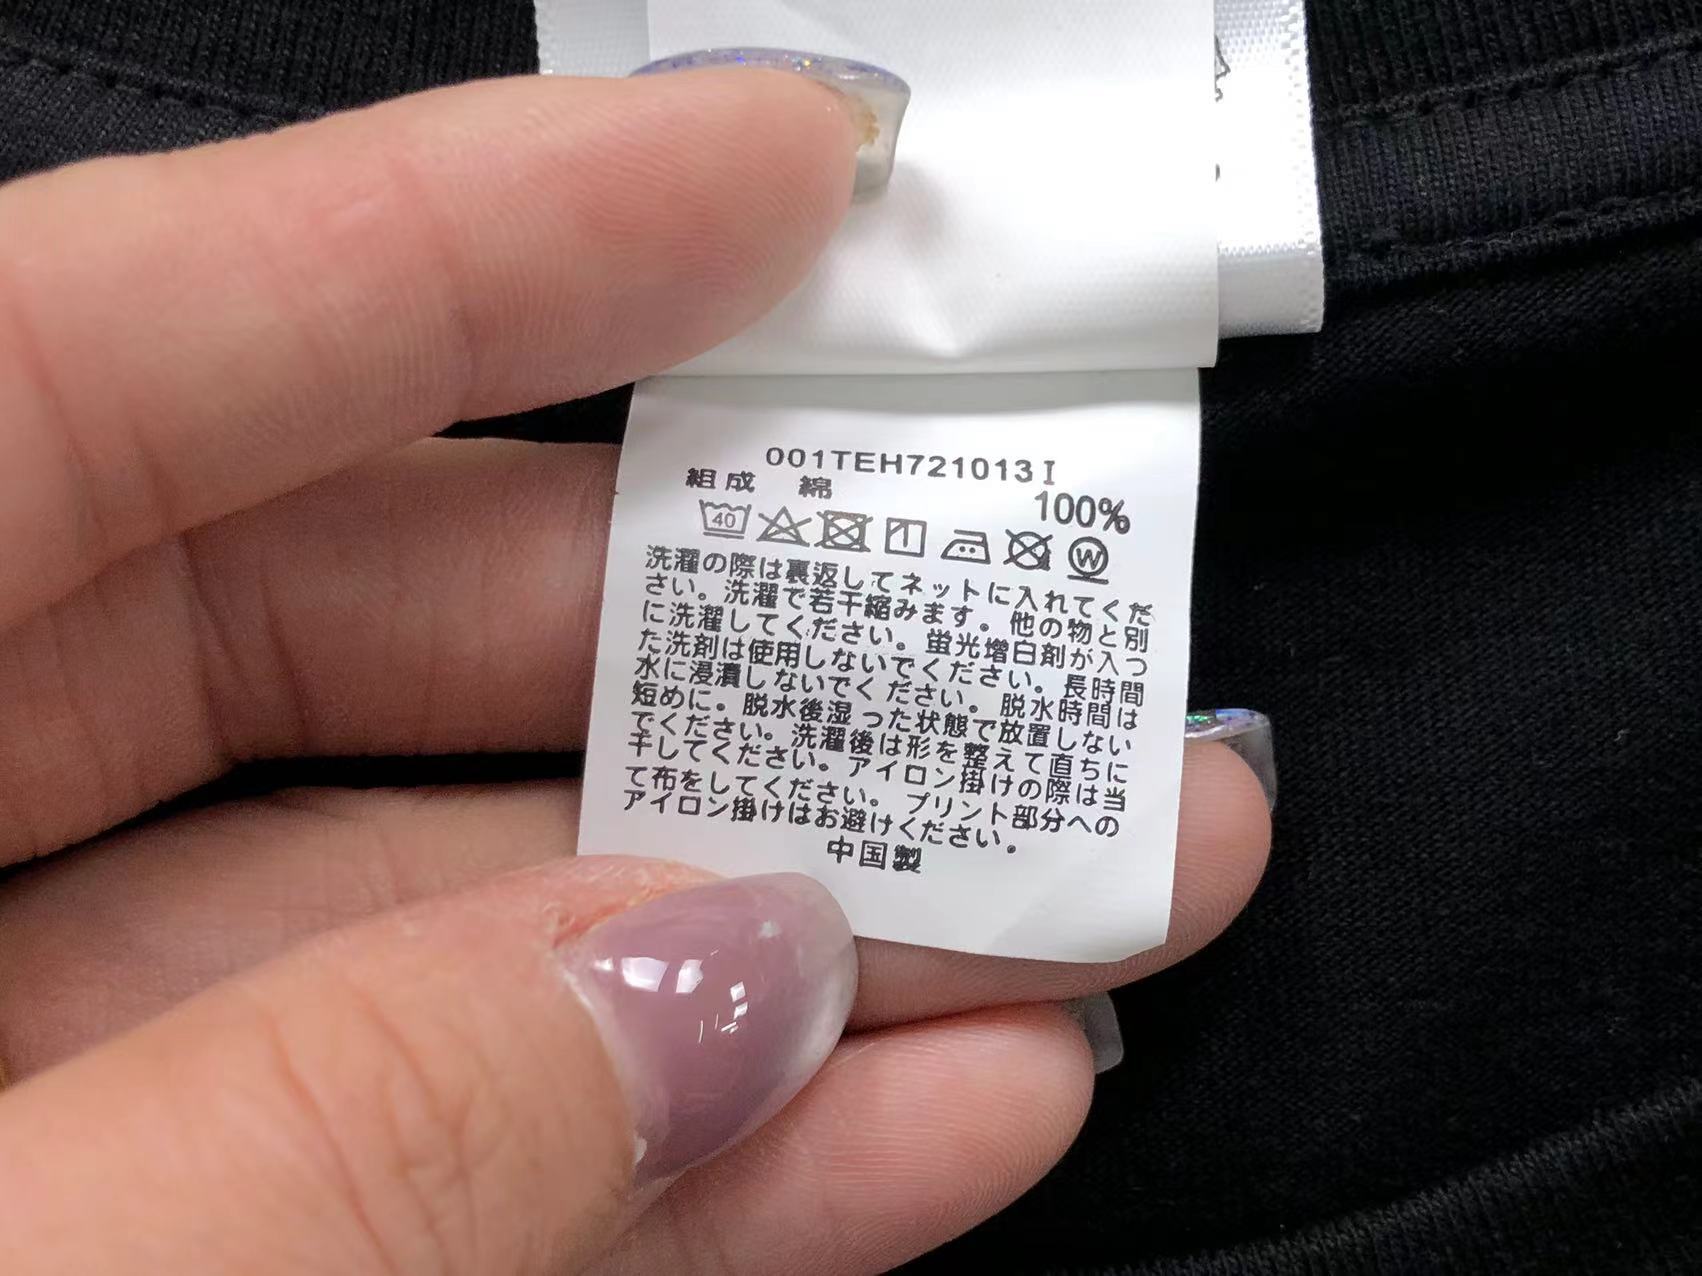 001TEH721013I
組成 綿 100%
40
W
洗濯の際は裏返してネットに入れてくだ
さい。洗濯で若干縮みます。他の物と別
に洗濯してください。蛍光増白剤が入っ
た洗剤は使用しないでください。長時間
水に浸漬しないでください。脱水時間は
短めに。脱水後湿った状態で放置しない
でください。洗濯後は形を整えて直ちに
干してください。アイロン掛けの際は当
て布をしてください。プリント部分への
アイロン掛けはお避けください。
中国製